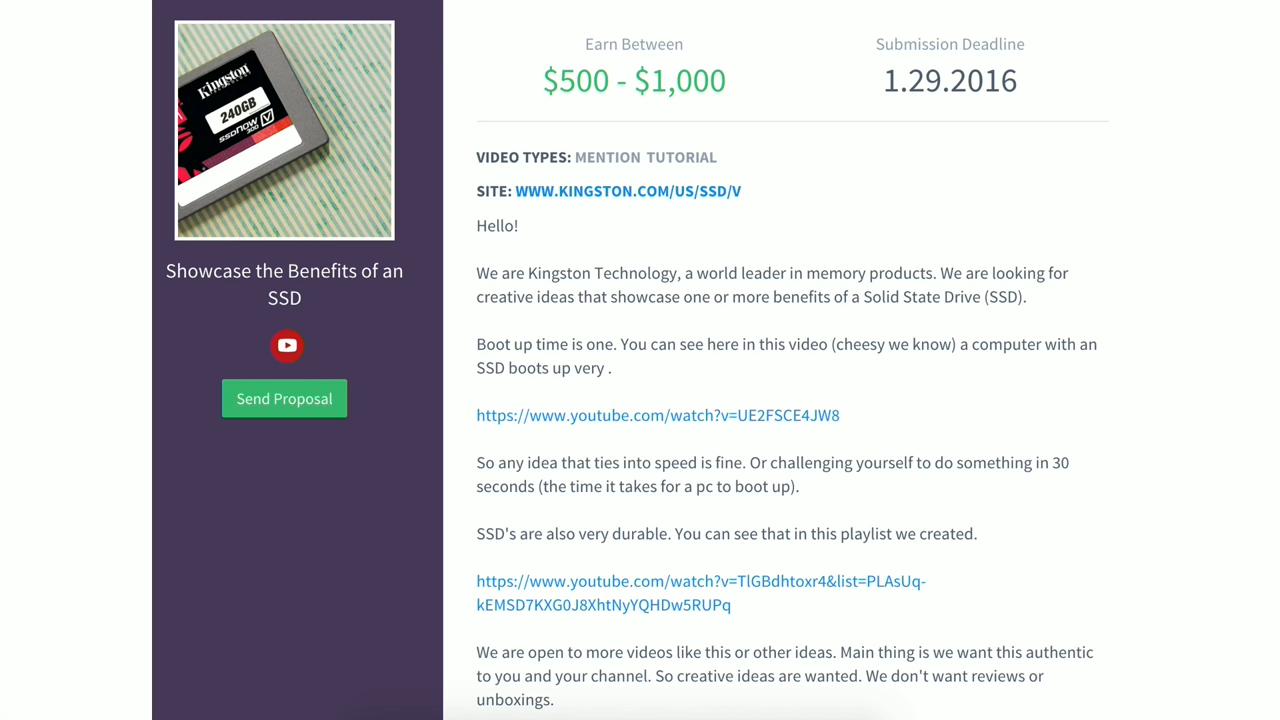 Kingston
240GB
SSDNOW V
300
Showcase the Benefits of an
SSD
Send Proposal
Earn Between
$500 - $1,000
Submission Deadline
1.29.2016
VIDEO TYPES: MENTION TUTORIAL
SITE: WWW.KINGSTON.COM/US/SSD/V
Hello!
We are Kingston Technology, a world leader in memory products. We are looking for
creative ideas that showcase one or more benefits of a Solid State Drive (SSD).
Boot up time is one. You can see here in this video (cheesy we know) a computer with an
SSD boots up very .
https://www.youtube.com/watch?v=UE2FSCE4JW8
So any idea that ties into speed is fine. Or challenging yourself to do something in 30
seconds (the time it takes for a pc to boot up).
SSD's are also very durable. You can see that in this playlist we created.
https://www.youtube.com/watch?v=TlGBdhtoxr4&list=PLAsUq-
kEMSD7KXG0J8XhtNyYQHDw5RUPq
We are open to more videos like this or other ideas. Main thing is we want this authentic
to you and your channel. So creative ideas are wanted. We don't want reviews or
unboxings.